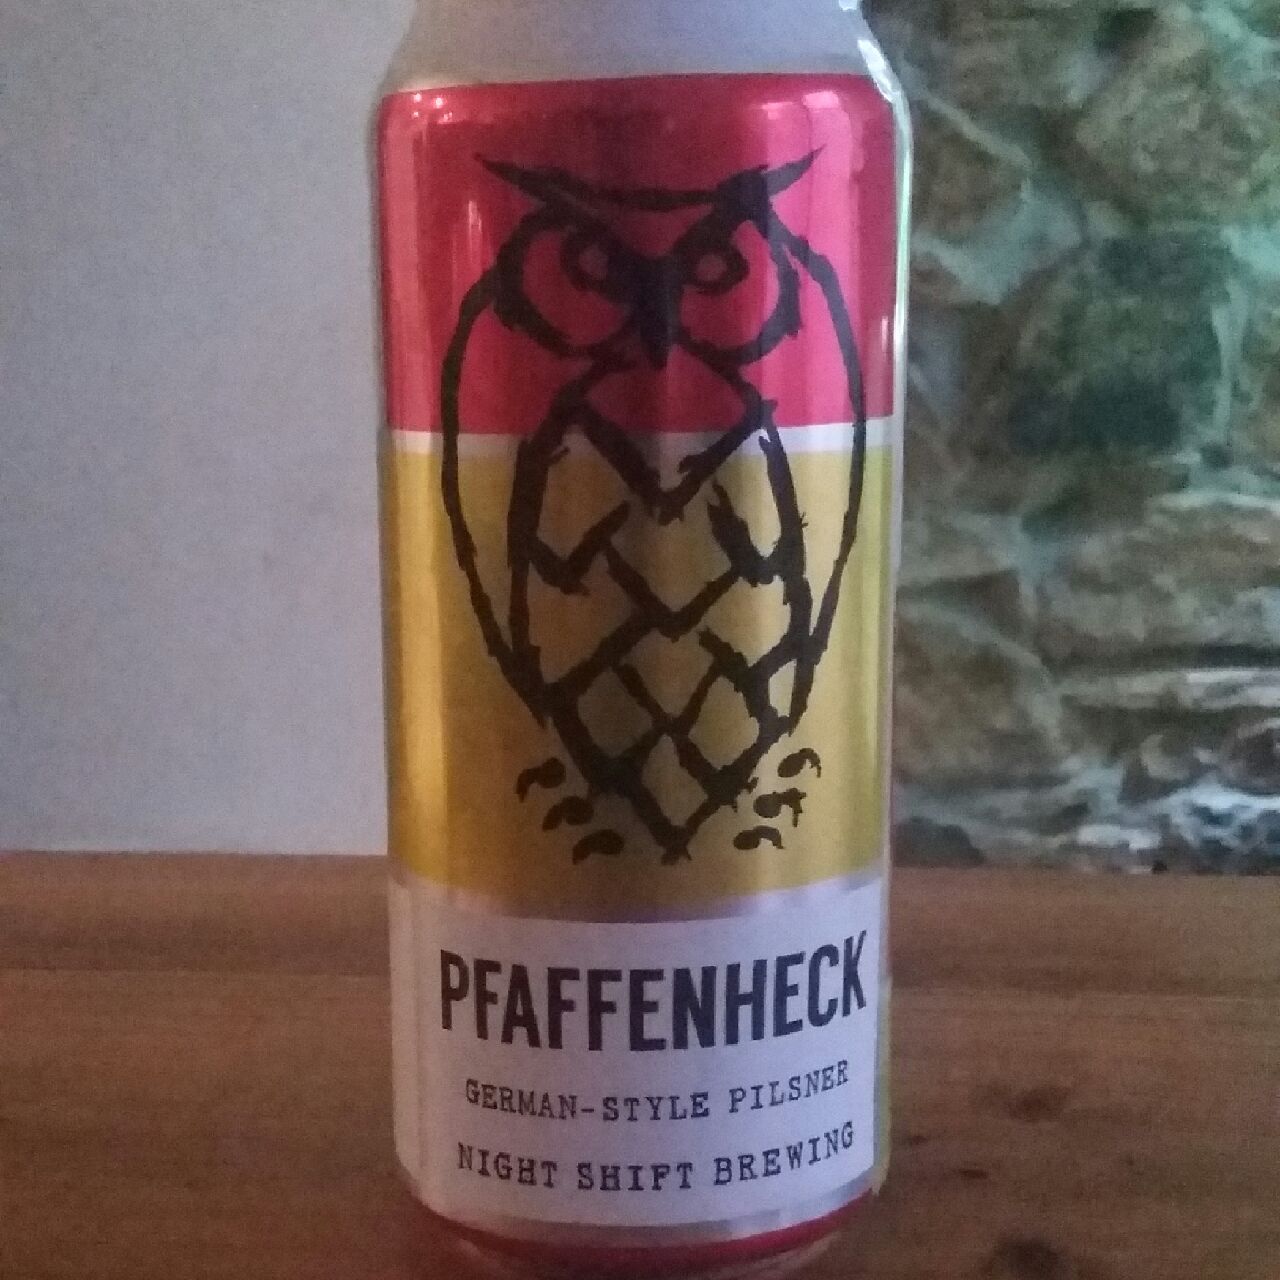 PFAFFENHECK
GERMAN-STYLE PILSNER
NIGHT SHIFT BREWING